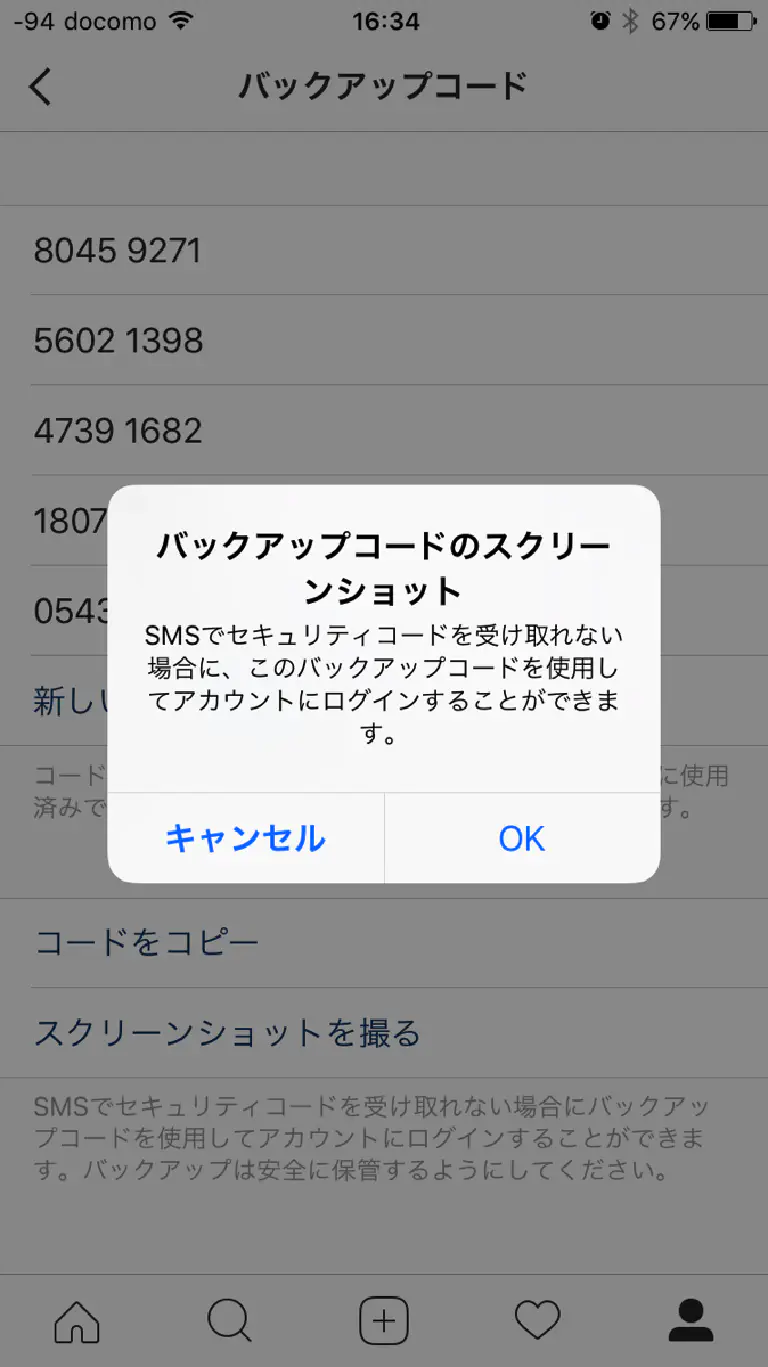 -94 docomo 16:34 67%
バックアップコード
8045 9271
5602 1398
4739 1682
1807
バックアップコードのスクリー
ンショット
0543
SMSでセキュリティコードを受け取れない
場合に、このバックアップコードを使用し
てアカウントにログインすることができま
す。
新しい
コード に使用
済みで す。
キャンセル OK
コードをコピー
スクリーンショットを撮る
SMSでセキュリティコードを受け取れない場合にバックアッ
プコードを使用してアカウントにログインすることができま
す。バックアップは安全に保管するようにしてください。